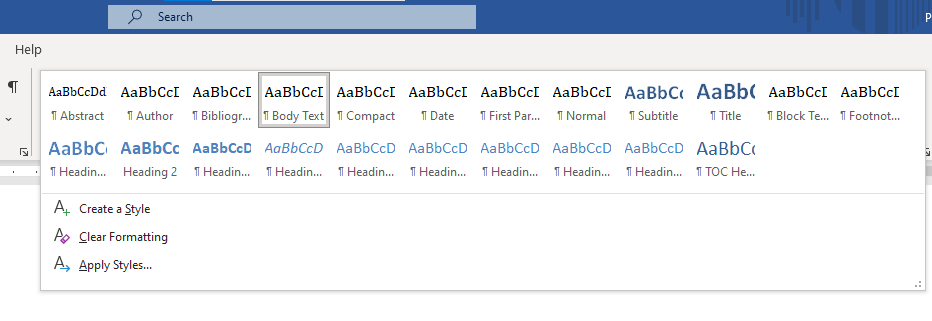 Search
P
Help
¶
AaBbCcDd AaBbCcI AaBbCcI AaBbCcI AaBbCcI AaBbCcI AaBbCcI AaBbCcI AaBbCc AaBbC AaBbCcI AaBbCcI
¶ Abstract ¶ Author ¶ Bibliogr... ¶ Body Text ¶ Compact ¶ Date ¶ First Par... ¶ Normal ¶ Subtitle ¶ Title ¶ Block Te... ¶ Footnot...
AaBbC AaBbCc AaBbCcD AaBbCcD AaBbCcD AaBbCcD AaBbCcD AaBbCcD AaBbCcD AaBbCc
¶ Headin... Heading 2 ¶ Headin... ¶ Headin... ¶ Headin... ¶ Headin... ¶ Headin... ¶ Headin... ¶ Headin... ¶ TOC He...
Create a Style
Clear Formatting
Apply Styles...